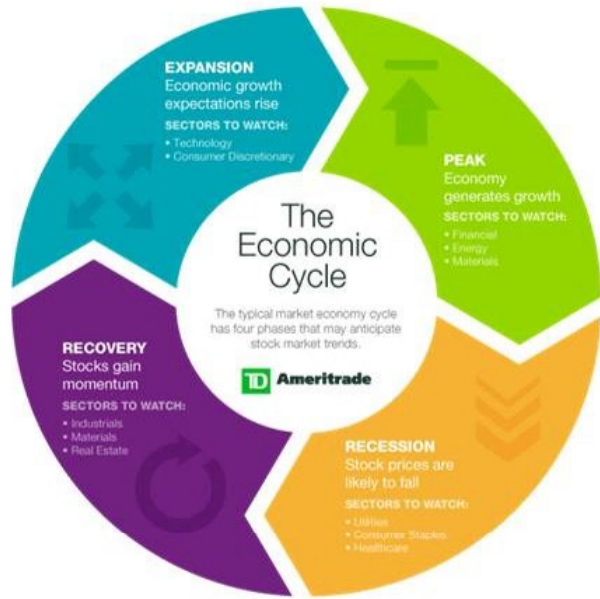 The
Economic
Cycle
The typical market economy cycle
has four phases that may anticipate
stock market trends.
TD Ameritrade
EXPANSION
Economic growth
expectations rise
SECTORS TO WATCH:
• Technology
• Consumer Discretionary
PEAK
Economy
generates growth
SECTORS TO WATCH:
• Financial
• Energy
• Materials
RECESSION
Stock prices are
likely to fall
SECTORS TO WATCH:
• Utilities
• Consumer Staples
• Healthcare
RECOVERY
Stocks gain
momentum
SECTORS TO WATCH:
• Industrials
• Materials
• Real Estate